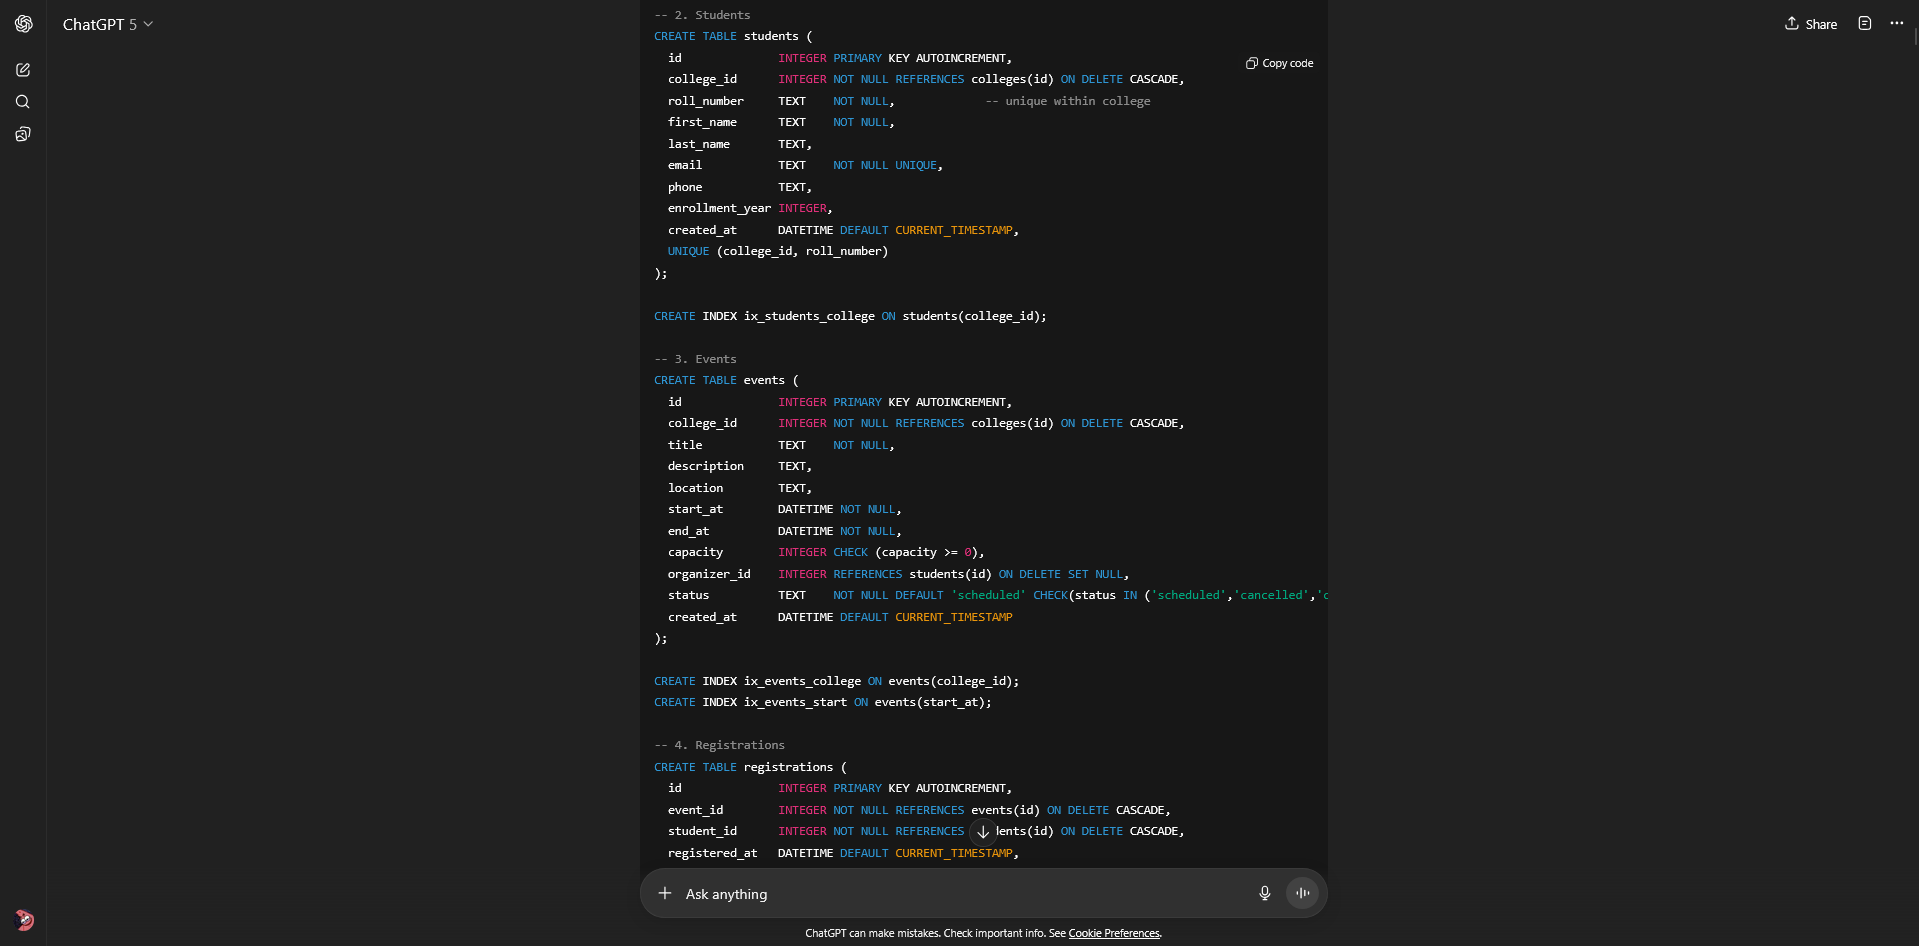 ChatGPT 5
Share
-- 2. Students
CREATE TABLE students (
id INTEGER PRIMARY KEY AUTOINCREMENT,
Copy code
college_id INTEGER NOT NULL REFERENCES colleges(id) ON DELETE CASCADE,
roll_number TEXT NOT NULL, -- unique within college
first_name TEXT NOT NULL,
last_name TEXT,
email TEXT NOT NULL UNIQUE,
phone TEXT,
enrollment_year INTEGER,
created_at DATETIME DEFAULT CURRENT_TIMESTAMP,
UNIQUE (college_id, roll_number)
);
CREATE INDEX ix_students_college ON students(college_id);
-- 3. Events
CREATE TABLE events (
id INTEGER PRIMARY KEY AUTOINCREMENT,
college_id INTEGER NOT NULL REFERENCES colleges(id) ON DELETE CASCADE,
title TEXT NOT NULL,
description TEXT,
location TEXT,
start_at DATETIME NOT NULL,
end_at DATETIME NOT NULL,
capacity INTEGER CHECK (capacity >= 0),
organizer_id INTEGER REFERENCES students(id) ON DELETE SET NULL,
status TEXT NOT NULL DEFAULT 'scheduled' CHECK(status IN ('scheduled','cancelled','c
created_at DATETIME DEFAULT CURRENT_TIMESTAMP
);
CREATE INDEX ix_events_college ON events(college_id);
CREATE INDEX ix_events_start ON events(start_at);
-- 4. Registrations
CREATE TABLE registrations (
id INTEGER PRIMARY KEY AUTOINCREMENT,
event_id INTEGER NOT NULL REFERENCES events(id) ON DELETE CASCADE,
student_id INTEGER NOT NULL REFERENCES dents(id) ON DELETE CASCADE,
registered_at DATETIME DEFAULT CURRENT_TIMESTAMP,
Ask anything
ChatGPT can make mistakes. Check important info. See Cookie Preferences.